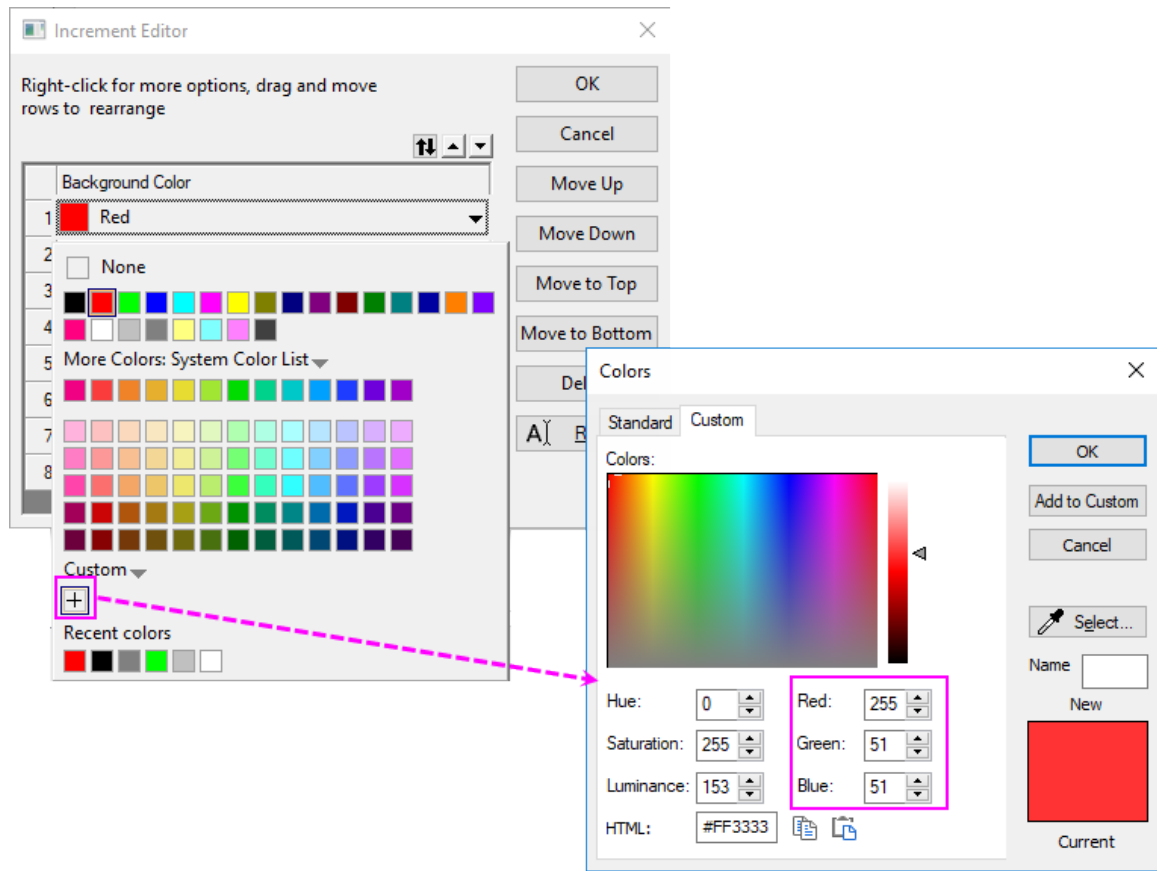 Increment Editor
Right-click for more options, drag and move
rows to  rearrange
OK
Cancel
Move Up
Move Down
Move to Top
Move to Bottom
Del
A
R
Background Color
1
Red
2
3
4
5
6
7
8
None
More Colors: System Color List
Custom
+
Recent colors
Colors
Standard
Custom
Colors:
OK
Add to Custom
Cancel
Select...
Name
New
Current
Hue:
0
Red:
255
Saturation:
255
Green:
51
Luminance:
153
Blue:
51
HTML:
#FF3333